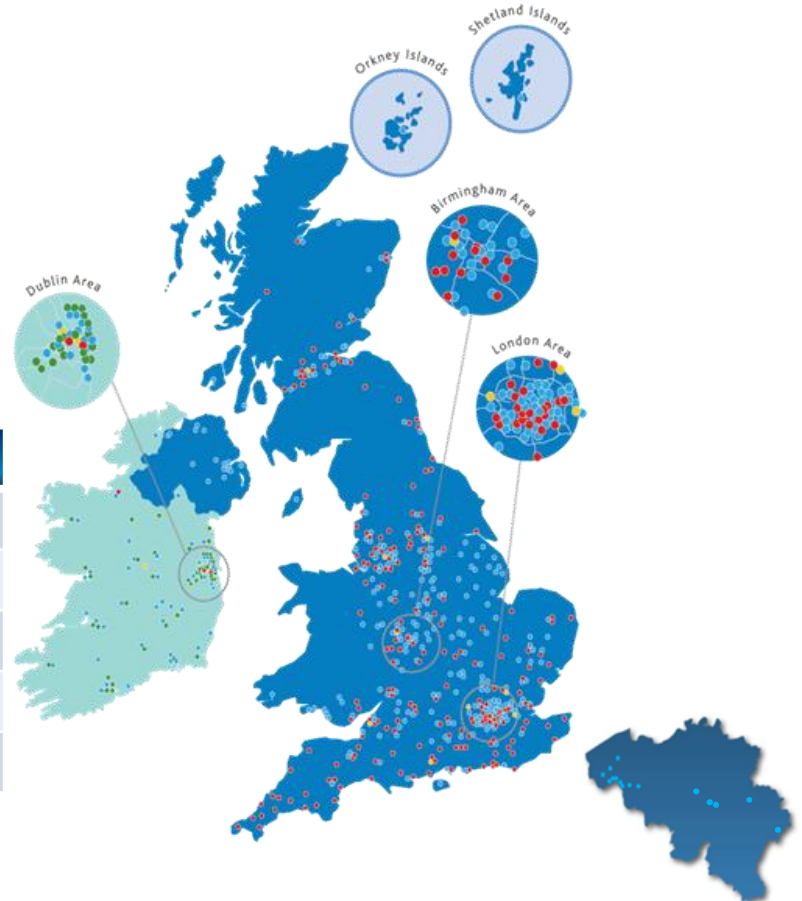 Shetland Islands
Orkney Islands
Birmingham Area
Dublin Area
London Area